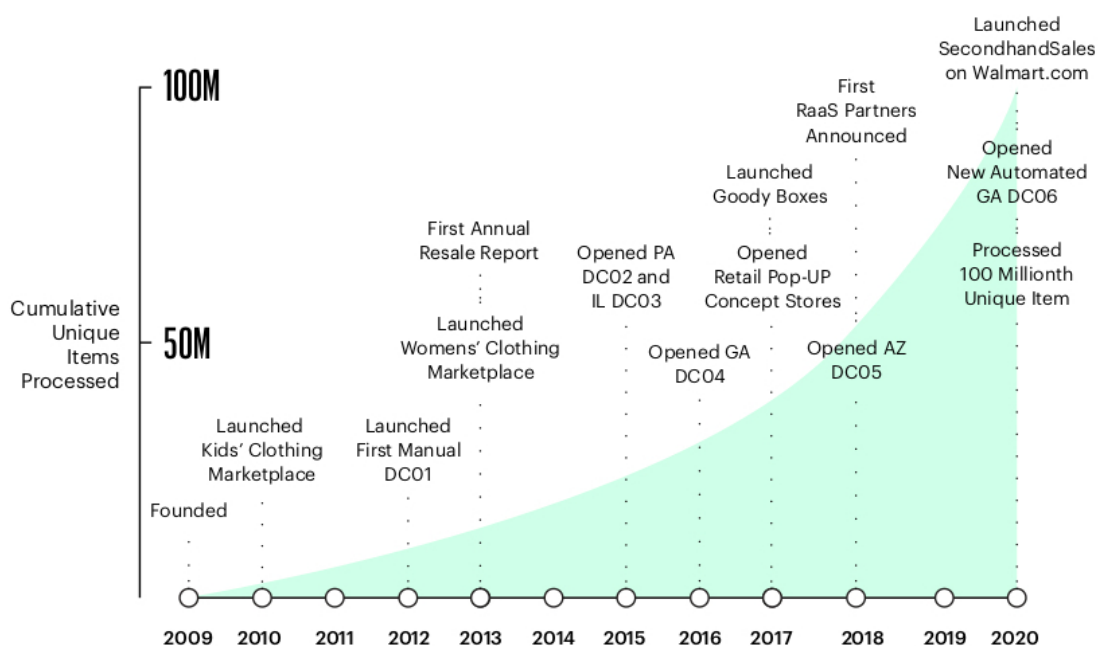 Launched
SecondhandSales
on Walmart.com
100M
First
RaaS Partners
Announced
Opened
New Automated
GA DC06
Launched
Goody Boxes
First Annual
Resale Report
Opened PA
DC02 and
IL DC03
Opened
Retail Pop-UP
Concept Stores
Processed
100 Millionth
Unique Item
Cumulative
Unique
Items
Processed
50M
Launched
Womens’ Clothing
Marketplace
Opened GA
DC04
Opened AZ
DC05
Launched
Kids’ Clothing
Marketplace
Launched
First Manual
DC01
Founded
2009 2010 2011 2012 2013 2014 2015 2016 2017 2018 2019 2020